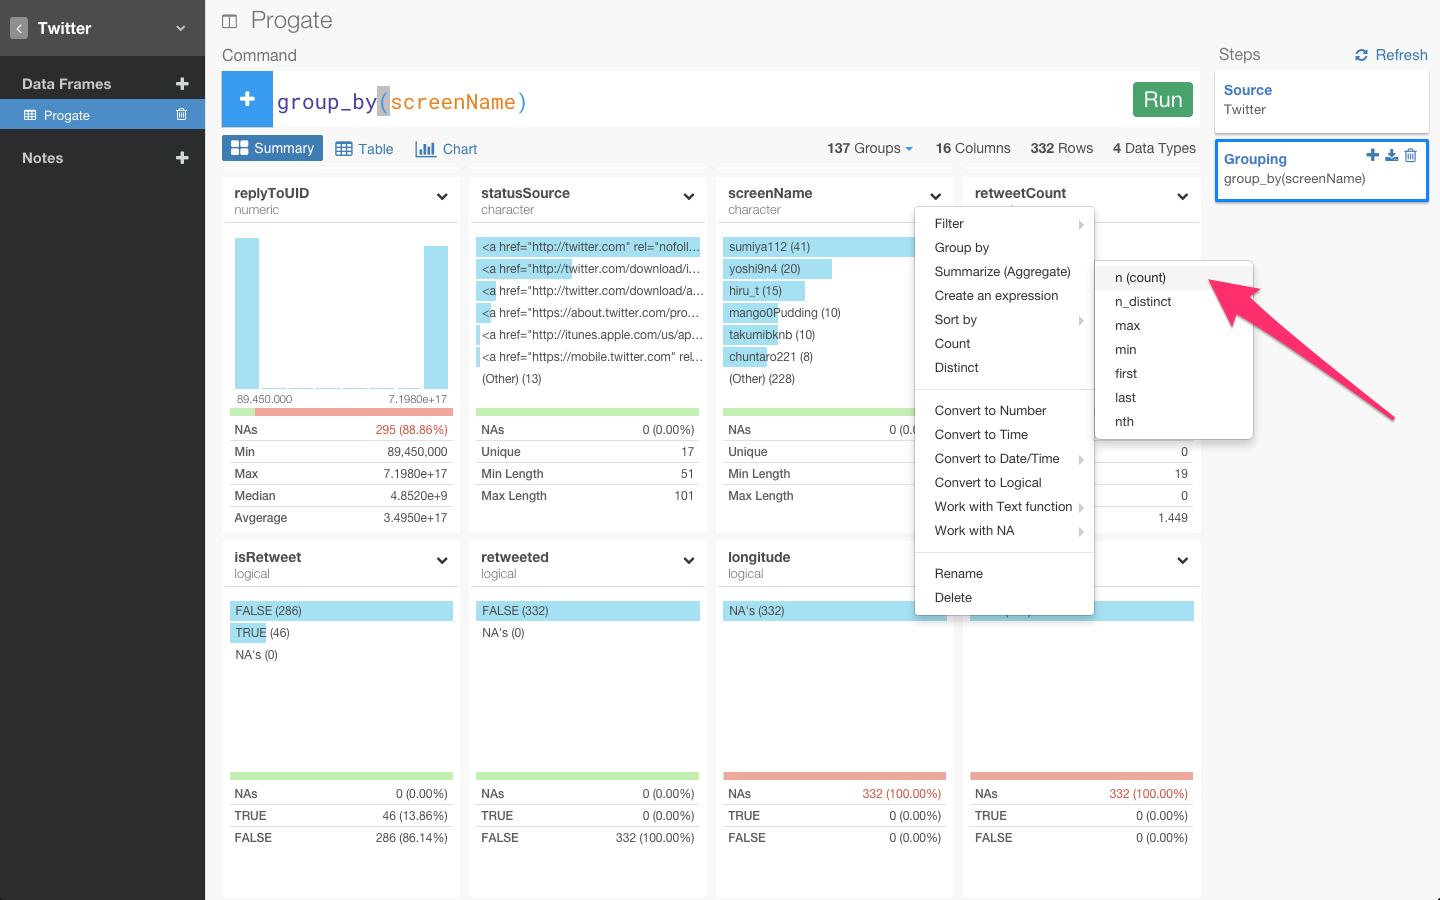 Twitter
Data Frames
Progate
Notes
Progate
Command
group_by(screenName)
Run
Summary
Table
Chart
137 Groups
16 Columns
332 Rows
4 Data Types
Steps
Refresh
Source
Twitter
Grouping
group_by(screenName)
replyToUID
numeric
89.450.000 7.1980e+17
NAs 295 (88.86%)
Min 89,450,000
Max 7.1980e+17
Median 4.8520e+9
Avgerage 3.4950e+17
statusSource
character
<a href="http://twitter.com" rel="nofoll...
<a href="http://twitter.com/download/i...
<a href="http://twitter.com/download/a...
<a href="https://about.twitter.com/pro...
<a href="http://itunes.apple.com/us/ap...
<a href="https://mobile.twitter.com" rel...
(Other) (13)
NAs 0 (0.00%)
Unique 17
Min Length 51
Max Length 101
screenName
character
sumiya112 (41)
yoshi9n4 (20)
hiru_t (15)
mango0Pudding (10)
takumibknb (10)
chuntaro221 (8)
(Other) (228)
NAs
Unique
Min Length
Max Length
retweetCount
0
19
0
1.449
Filter
Group by
Summarize (Aggregate)
Create an expression
Sort by
Count
Distinct
Convert to Number
Convert to Time
Convert to Date/Time
Convert to Logical
Work with Text function
Work with NA
Rename
Delete
n (count)
n_distinct
max
min
first
last
nth
isRetweet
logical
FALSE (286)
TRUE (46)
NA's (0)
NAs 0 (0.00%)
TRUE 46 (13.86%)
FALSE 286 (86.14%)
retweeted
logical
FALSE (332)
NA's (0)
NAs 0 (0.00%)
TRUE 0 (0.00%)
FALSE 332 (100.00%)
longitude
logical
NA's (332)
NAs 332 (100.00%)
TRUE 0 (0.00%)
FALSE 0 (0.00%)
NAs 332 (100.00%)
TRUE 0 (0.00%)
FALSE 0 (0.00%)